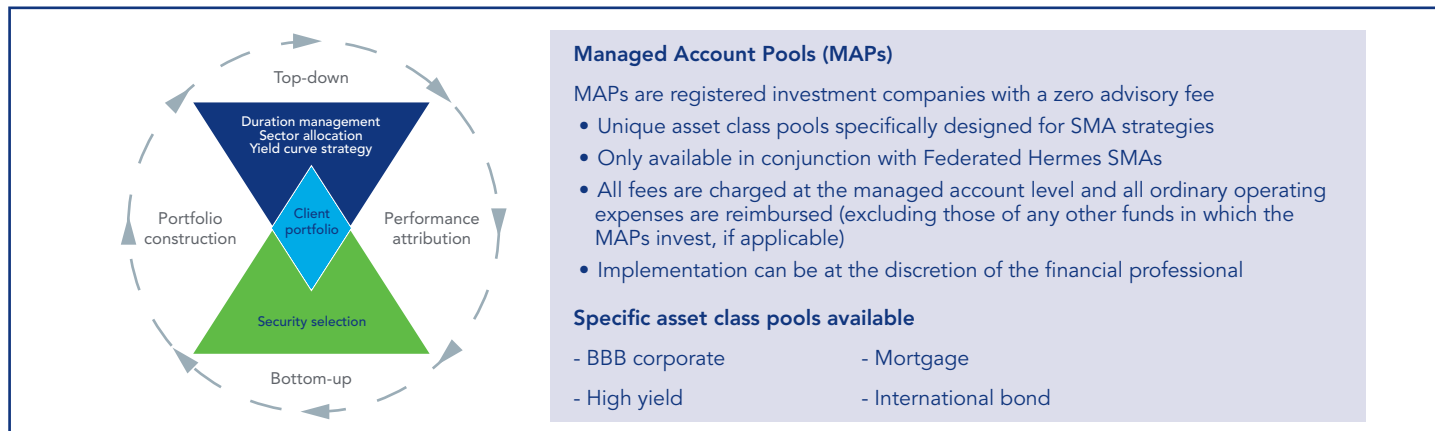 Top-down
Duration management
Sector allocation
Yield curve strategy
Portfolio
construction
Client
portfolio
Performance
attribution
Security selection
Bottom-up
Managed Account Pools (MAPs)
MAPs are registered investment companies with a zero advisory fee
• Unique asset class pools specifically designed for SMA strategies
• Only available in conjunction with Federated Hermes SMAs
• All fees are charged at the managed account level and all ordinary operating
expenses are reimbursed (excluding those of any other funds in which the
MAPs invest, if applicable)
• Implementation can be at the discretion of the financial professional
Specific asset class pools available
- BBB corporate - Mortgage
- High yield - International bond